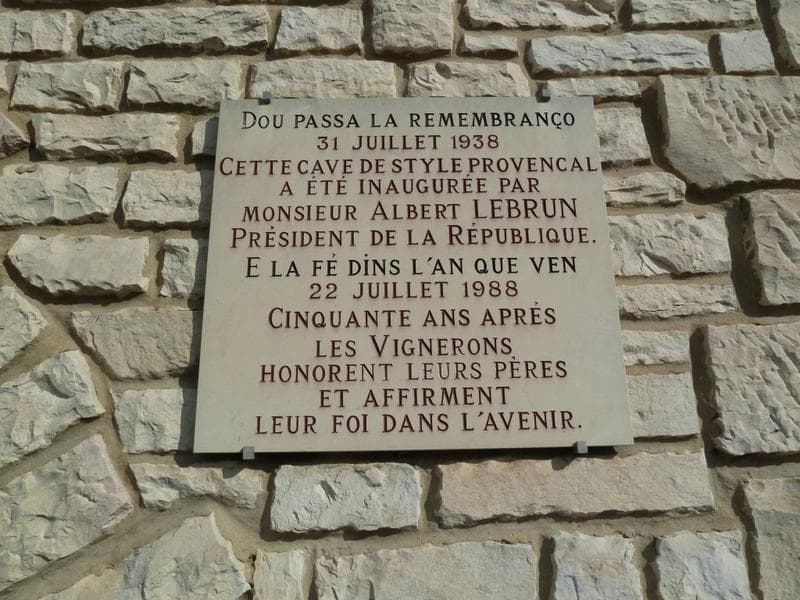 DOU PASSA LA REMEMBRANÇO
31 JUILLET 1938
CETTE CAVE DE STYLE PROVENCAL
A ÉTÉ INAUGURÉE PAR
MONSIEUR ALBERT LEBRUN
PRÉSIDENT DE LA RÉPUBLIQUE.
E LA FÉ DINS L'AN QUE VEN
22 JUILLET 1988
CINQUANTE ANS APRÉS
LES VIGNERONS
HONORENT LEURS PÈRES
ET AFFIRMENT
LEUR FOI DANS L'AVENIR.